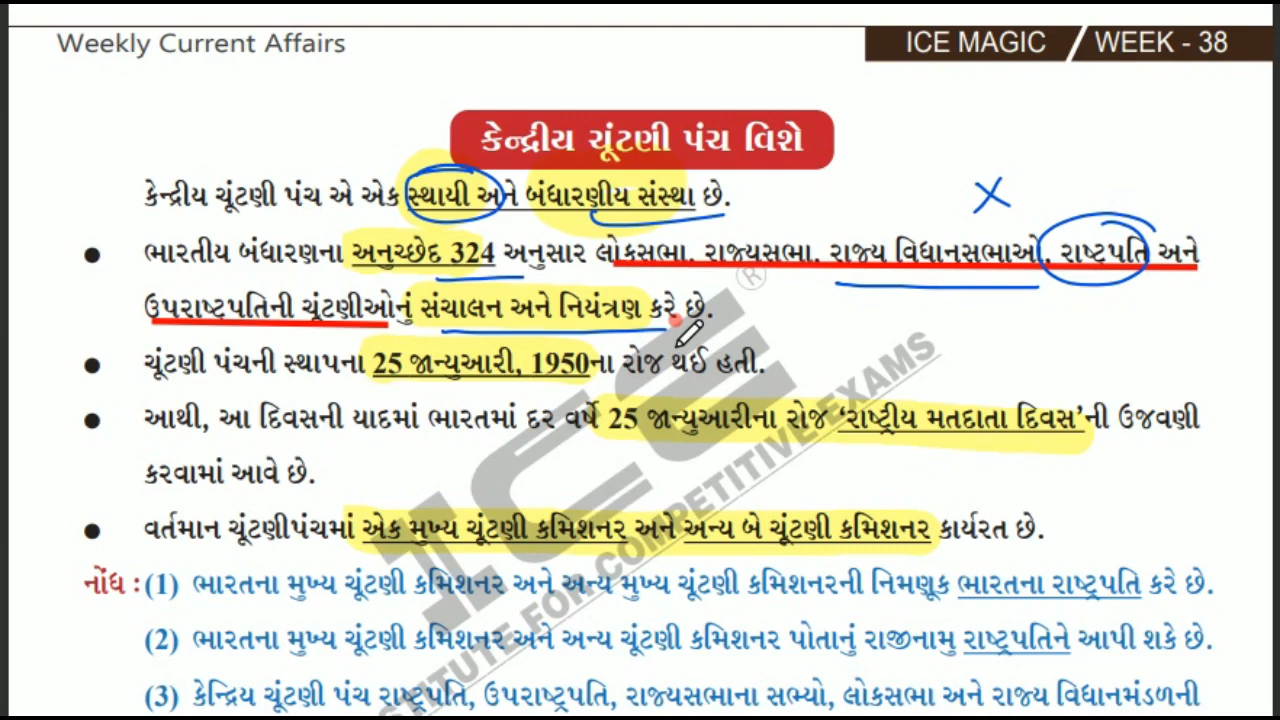 Weekly Current Affairs
ICE MAGIC / WEEK - 38
કેન્દ્રીય ચૂંટણી પંચ વિશે
કેન્દ્રીય ચૂંટણી પંચ એ એક સ્થાયી અને બંધારણીય સંસ્થા છે.
● ભારતીય બંધારણના અનુચ્છેદ 324 અનુસાર લોકસભા, રાજ્યસભા, રાજ્ય વિધાનસભાઓ, રાષ્ટ્રપતિ અને
ઉપરાષ્ટ્રપતિની ચૂંટણીઓનું સંચાલન અને નિયંત્રણ કરે છે.
● ચૂંટણી પંચની સ્થાપના 25 જાન્યુઆરી, 1950ના રોજ થઈ હતી.
● આથી, આ દિવસની યાદમાં ભારતમાં દર વર્ષે 25 જાન્યુઆરીના રોજ ‘રાષ્ટ્રીય મતદાતા દિવસ’ની ઉજવણી
કરવામાં આવે છે.
● વર્તમાન ચૂંટણીપંચમાં એક મુખ્ય ચૂંટણી કમિશનર અને અન્ય બે ચૂંટણી કમિશનર કાર્યરત છે.
નોંધ : (1) ભારતના મુખ્ય ચૂંટણી કમિશનર અને અન્ય મુખ્ય ચૂંટણી કમિશનરની નિમણૂક ભારતના રાષ્ટ્રપતિ કરે છે.
(2) ભારતના મુખ્ય ચૂંટણી કમિશનર અને અન્ય ચૂંટણી કમિશનર પોતાનું રાજીનામુ રાષ્ટ્રપતિને આપી શકે છે.
(3) કેન્દ્રિય ચૂંટણી પંચ રાષ્ટ્રપતિ, ઉપરાષ્ટ્રપતિ, રાજ્યસભાના સભ્યો, લોકસભા અને રાજ્ય વિધાનમંડળની
ICE ®
STITUTE FOR COMPETITIVE EXAMS